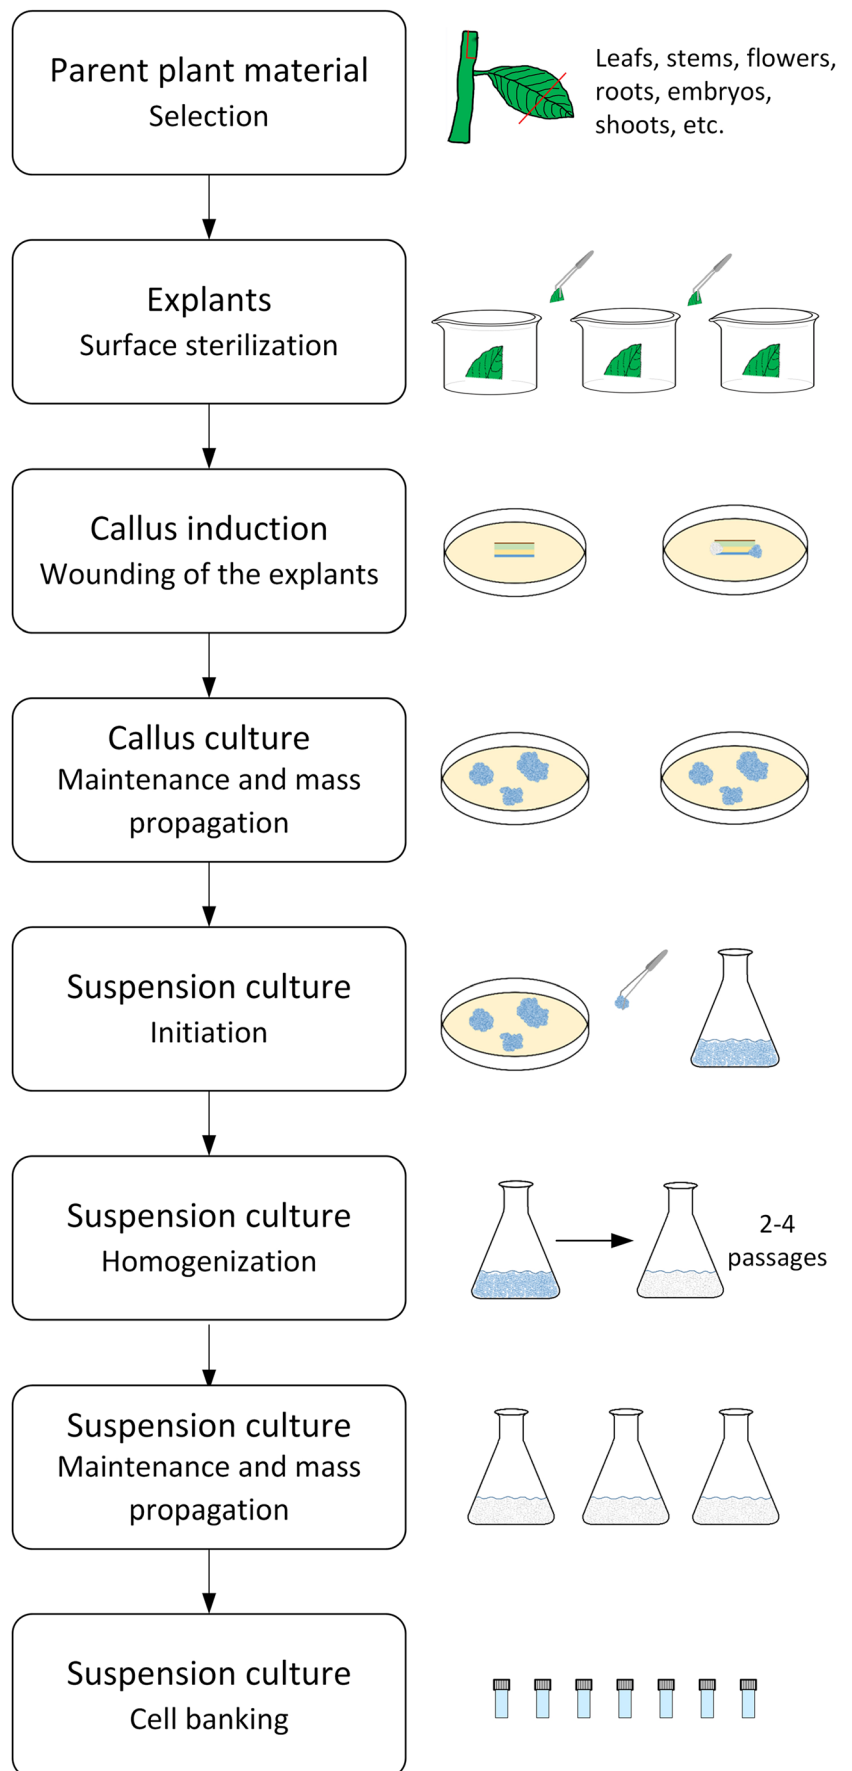 Parent plant material
Selection
Leafs, stems, flowers,
roots, embryos,
shoots, etc.
Explants
Surface sterilization
Callus induction
Wounding of the explants
Callus culture
Maintenance and mass
propagation
Suspension culture
Initiation
Suspension culture
Homogenization
2-4
passages
Suspension culture
Maintenance and mass
propagation
Suspension culture
Cell banking